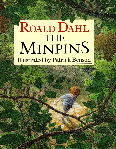 ROALD DAHL
THE
MINPINS
Illustrated by Patrick Benson